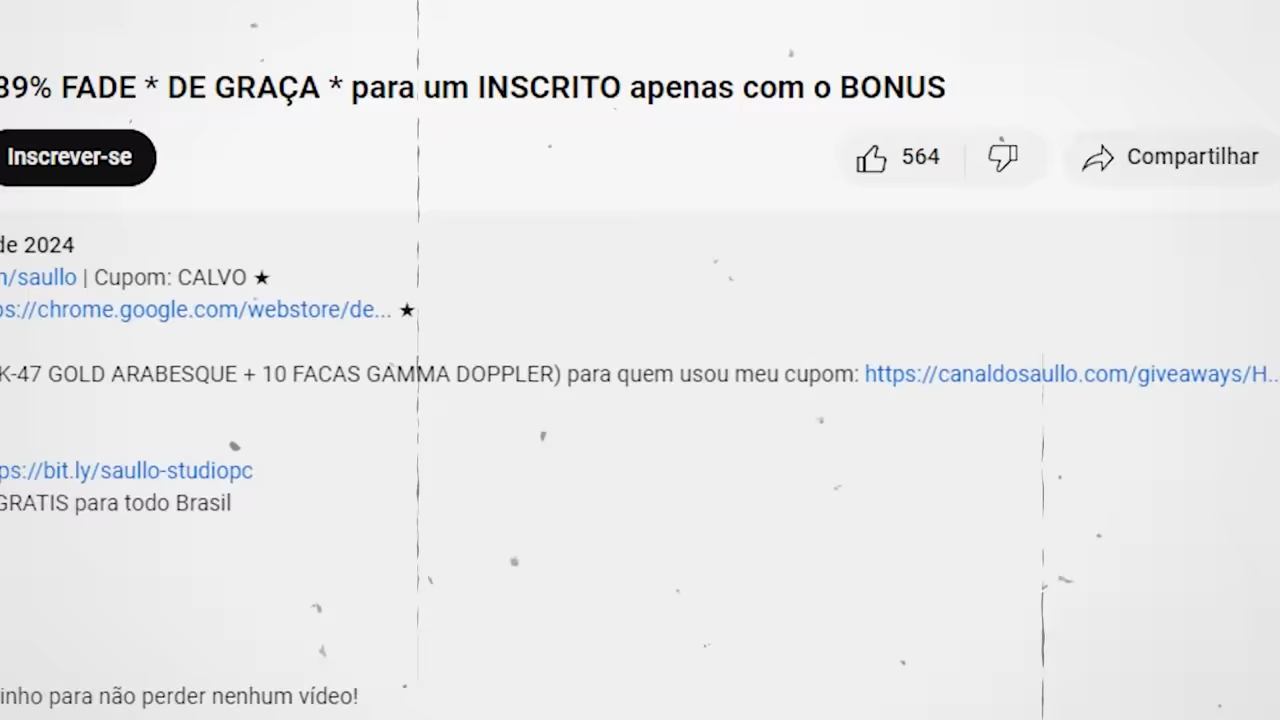 89% FADE * DE GRAÇA * para um INSCRITO apenas com o BONUS
Inscrever-se
564
Compartilhar
de 2024
/saullo | Cupom: CALVO ★
s://chrome.google.com/webstore/de... ★
K-47 GOLD ARABESQUE + 10 FACAS GAMMA DOPPLER) para quem usou meu cupom: https://canaldosaullo.com/giveaways/H...
ps://bit.ly/saullo-studiopc
GRATIS para todo Brasil
inho para não perder nenhum vídeo!